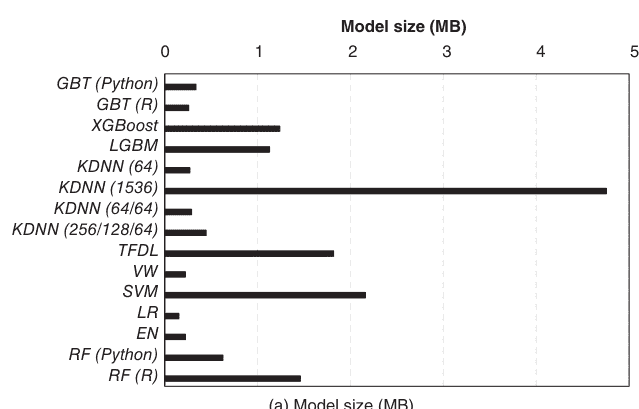 Model size (MB)
0 1 2 3 4 5
GBT (Python)
GBT (R)
XGBoost
LGBM
KDNN (64)
KDNN (1536)
KDNN (64/64)
KDNN (256/128/64)
TFDL
VW
SVM
LR
EN
RF (Python)
RF (R)
(a) Model size (MB)